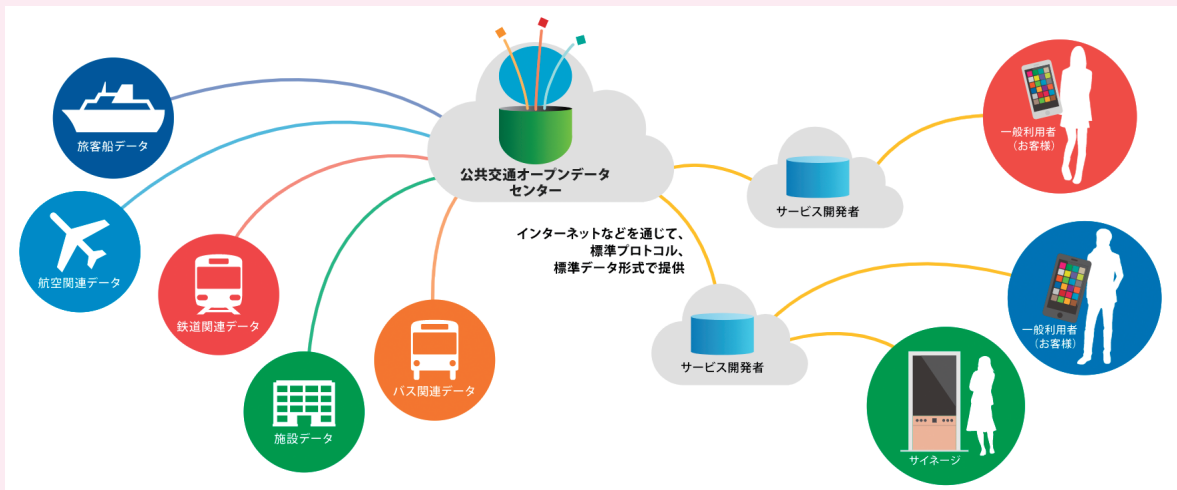 旅客船データ
航空関連データ
鉄道関連データ
施設データ
バス関連データ
公共交通オープンデータ
センター
インターネットなどを通じて、
標準プロトコル、
標準データ形式で提供
サービス開発者
サービス開発者
一般利用者
(お客様)
一般利用者
(お客様)
サイネージ